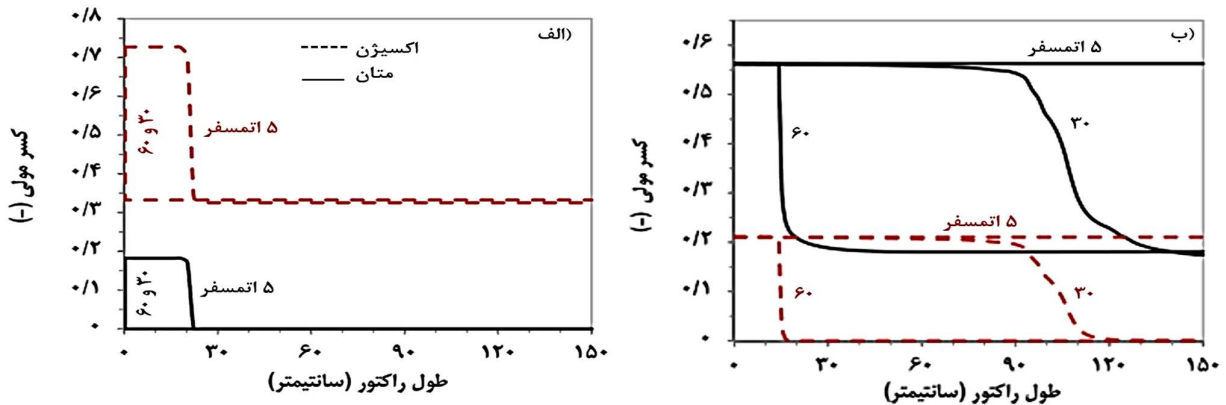 الف)
اکسیژن
متان
۰/۸
۰/۷
۰/۶
۰/۵
۰/۴
۰/۳
۰/۲
۰/۱
۰
کسر مولی (-)
۳۰ و ۶۰
۵ اتمسفر
۳۰ و ۶۰
۵ اتمسفر
۰ ۳۰ ۶۰ ۹۰ ۱۲۰ ۱۵۰
طول راکتور (سانتیمتر)
ب)
۰/۶
۰/۵
۰/۴
۰/۳
۰/۲
۰/۱
۰
کسر مولی (-)
۵ اتمسفر
۶۰
۳۰
۵ اتمسفر
۶۰
۳۰
۰ ۳۰ ۶۰ ۹۰ ۱۲۰ ۱۵۰
طول راکتور (سانتیمتر)